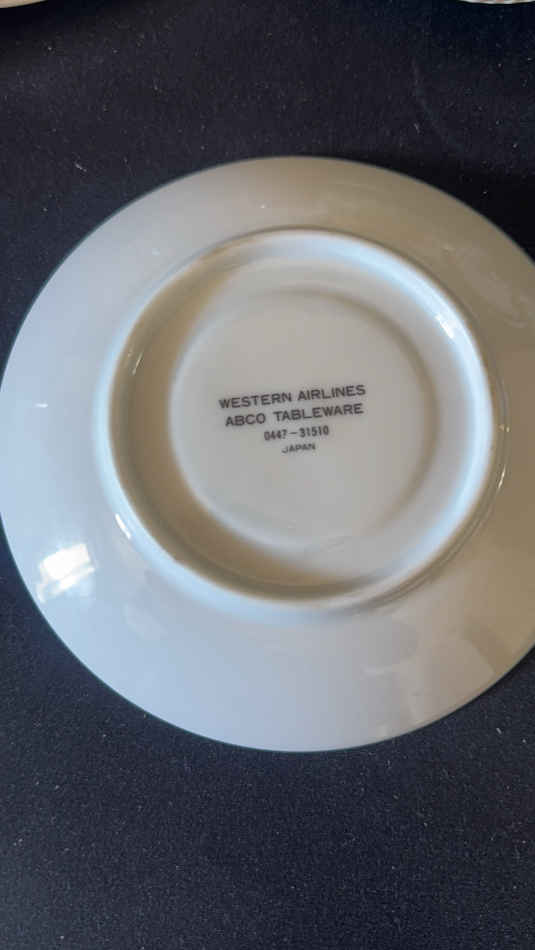 WESTERN AIRLINES
ABCO TABLEWARE
0447-31510
JAPAN